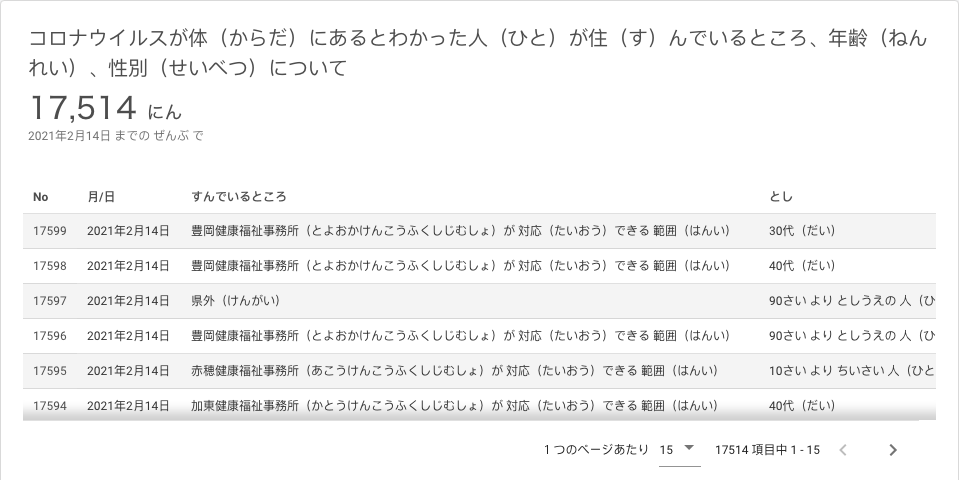 コロナウイルスが体（からだ）にあるとわかった人（ひと）が住（す）んでいるところ、年齢（ねん
れい）、性別（せいべつ）について
17,514 にん
2021年2月14日 までの ぜんぶ で
No 月/日 すんでいるところ とし
17599 2021年2月14日 豊岡健康福祉事務所（とよおかけんこうふくしじむしょ）が 対応（たいおう）できる 範囲（はんい） 30代（だい）
17598 2021年2月14日 豊岡健康福祉事務所（とよおかけんこうふくしじむしょ）が 対応（たいおう）できる 範囲（はんい） 40代（だい）
17597 2021年2月14日 県外（けんがい） 90さい より としうえの 人（ひ
17596 2021年2月14日 豊岡健康福祉事務所（とよおかけんこうふくしじむしょ）が 対応（たいおう）できる 範囲（はんい） 90さい より としうえの 人（ひ
17595 2021年2月14日 赤穂健康福祉事務所（あこうけんこうふくしじむしょ）が 対応（たいおう）できる 範囲（はんい） 10さい より ちいさい 人（ひと
17594 2021年2月14日 加東健康福祉事務所（かとうけんこうふくしじむしょ）が 対応（たいおう）できる 範囲（はんい） 40代（だい）
1 つのページあたり 15 17514 項目中 1 - 15